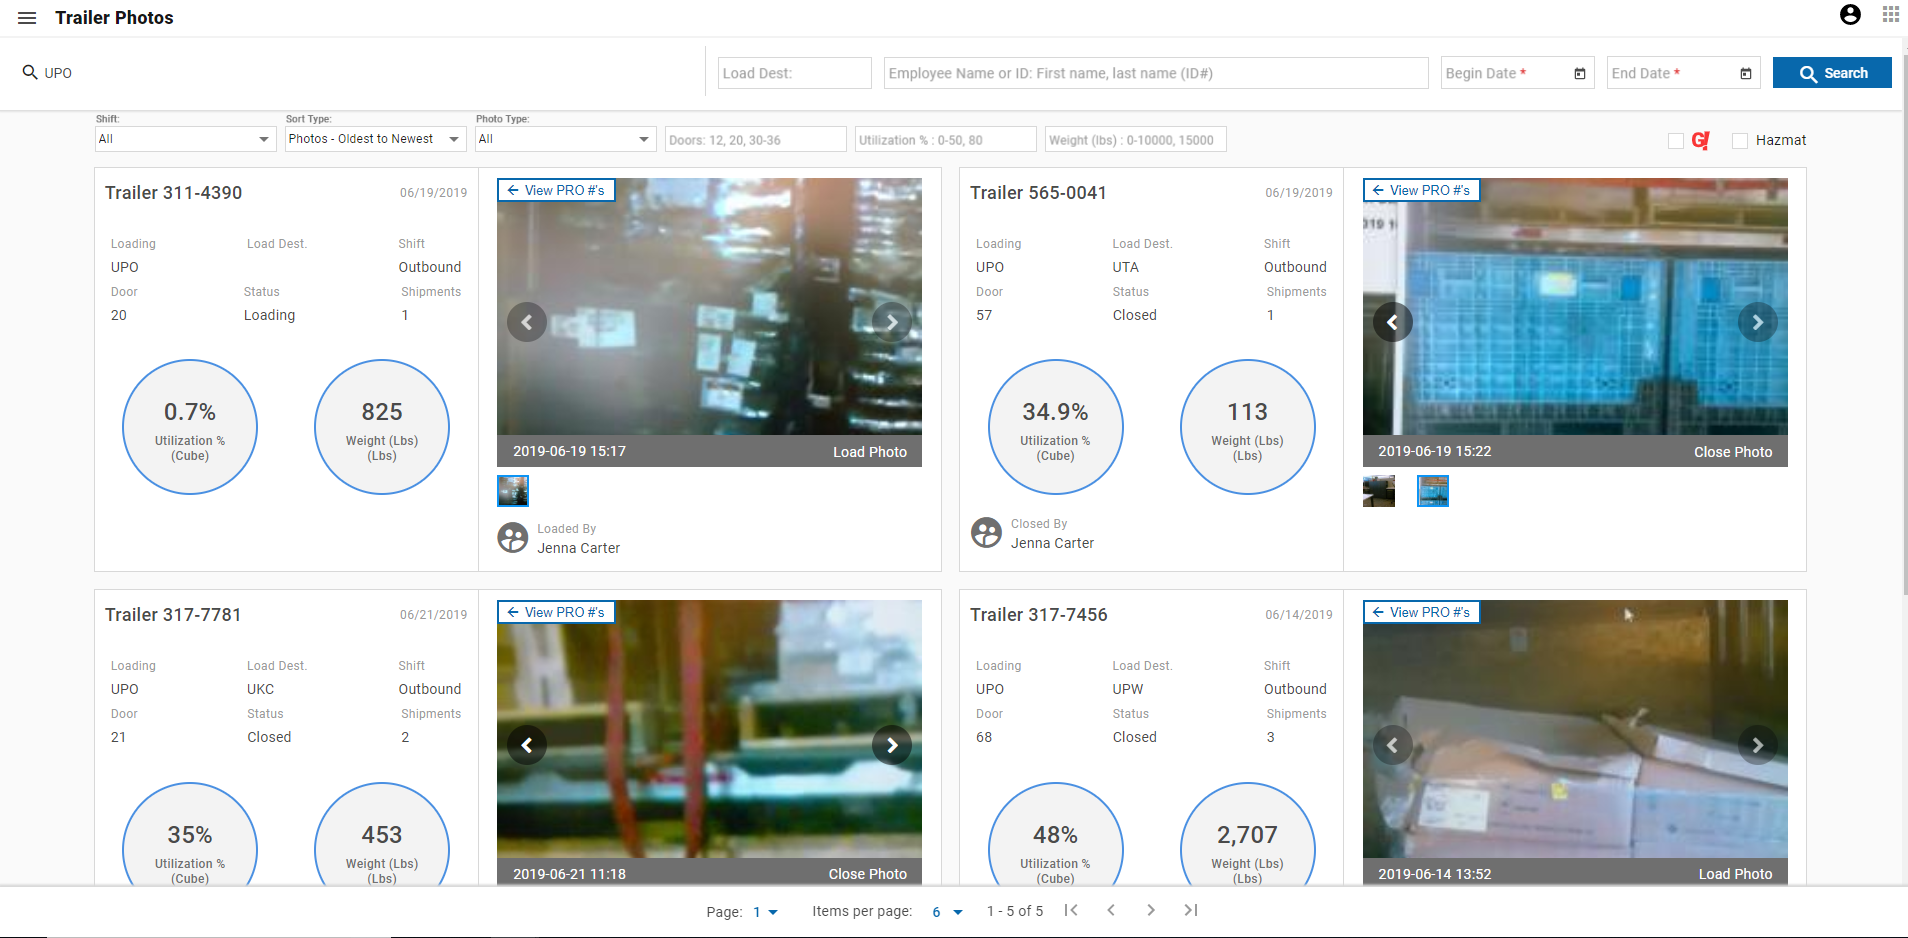 Trailer Photos
UPO
Load Dest:
Employee Name or ID: First name, last name (ID#)
Begin Date *
End Date *
Search
Shift:
All
Sort Type:
Photos - Oldest to Newest
Photo Type:
All
Doors: 12, 20, 30-36
Utilization % : 0-50, 80
Weight (lbs) : 0-10000, 15000
G!
Hazmat
Trailer 311-4390
06/19/2019
Loading
Load Dest.
Shift
UPO
Outbound
Door
Status
Shipments
20
Loading
1
0.7%
Utilization %
(Cube)
825
Weight (Lbs)
(Lbs)
View PRO #'s
2019-06-19 15:17
Load Photo
Loaded By
Jenna Carter
Trailer 565-0041
06/19/2019
Loading
Load Dest.
Shift
UPO
UTA
Outbound
Door
Status
Shipments
57
Closed
1
34.9%
Utilization %
(Cube)
113
Weight (Lbs)
(Lbs)
Closed By
Jenna Carter
View PRO #'s
2019-06-19 15:22
Close Photo
Trailer 317-7781
06/21/2019
Loading
Load Dest.
Shift
UPO
UKC
Outbound
Door
Status
Shipments
21
Closed
2
35%
Utilization %
(Cube)
453
Weight (Lbs)
(Lbs)
View PRO #'s
2019-06-21 11:18
Close Photo
Trailer 317-7456
06/14/2019
Loading
Load Dest.
Shift
UPO
UPW
Outbound
Door
Status
Shipments
68
Closed
3
48%
Utilization %
(Cube)
2,707
Weight (Lbs)
(Lbs)
View PRO #'s
2019-06-14 13:52
Load Photo
Page: 1
Items per page: 6
1 - 5 of 5